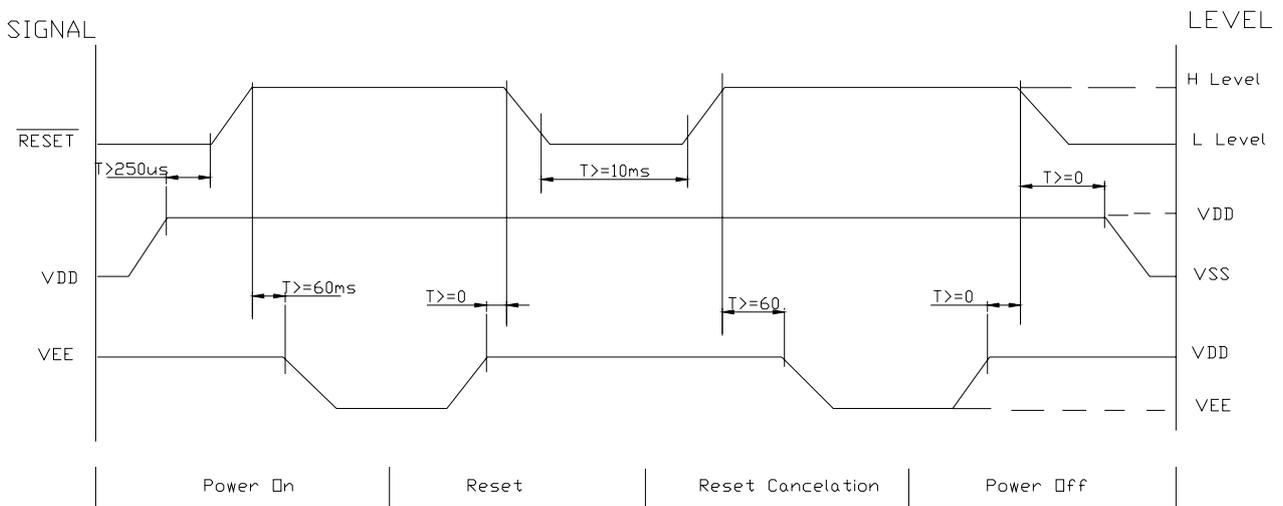 SIGNAL
LEVEL
H Level
RESET
L Level
T>250us
T>=10ms
T>=0
VDD
VDD
VSS
T>=60ms
T>=0
T>=60.
T>=0
VEE
VDD
VEE
Power On
Reset
Reset Cancelation
Power Off